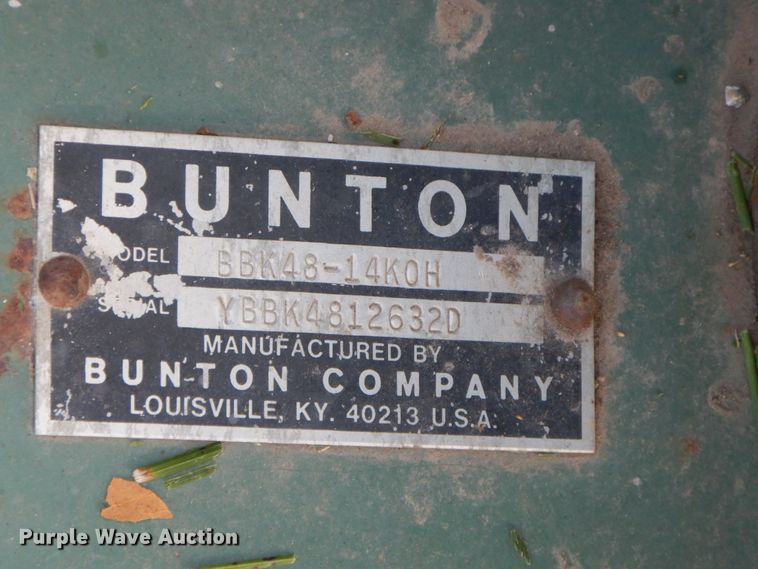 BUNTON
MODEL BBK48-14KOH
SERIAL YBBK4812632D
MANUFACTURED BY
BUNTON COMPANY
LOUISVILLE, KY. 40213 U.S.A.
Purple Wave Auction